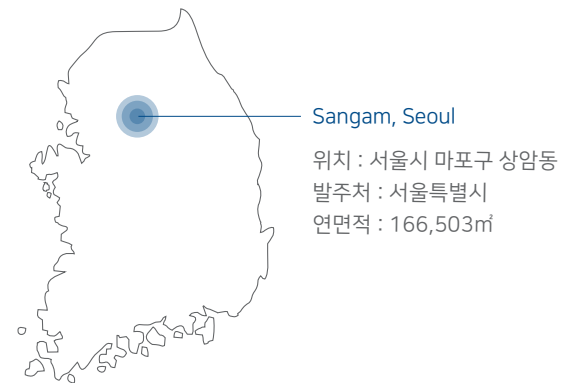 Sangam, Seoul
위치 : 서울시 마포구 상암동
발주처 : 서울특별시
연면적 : 166,503㎡